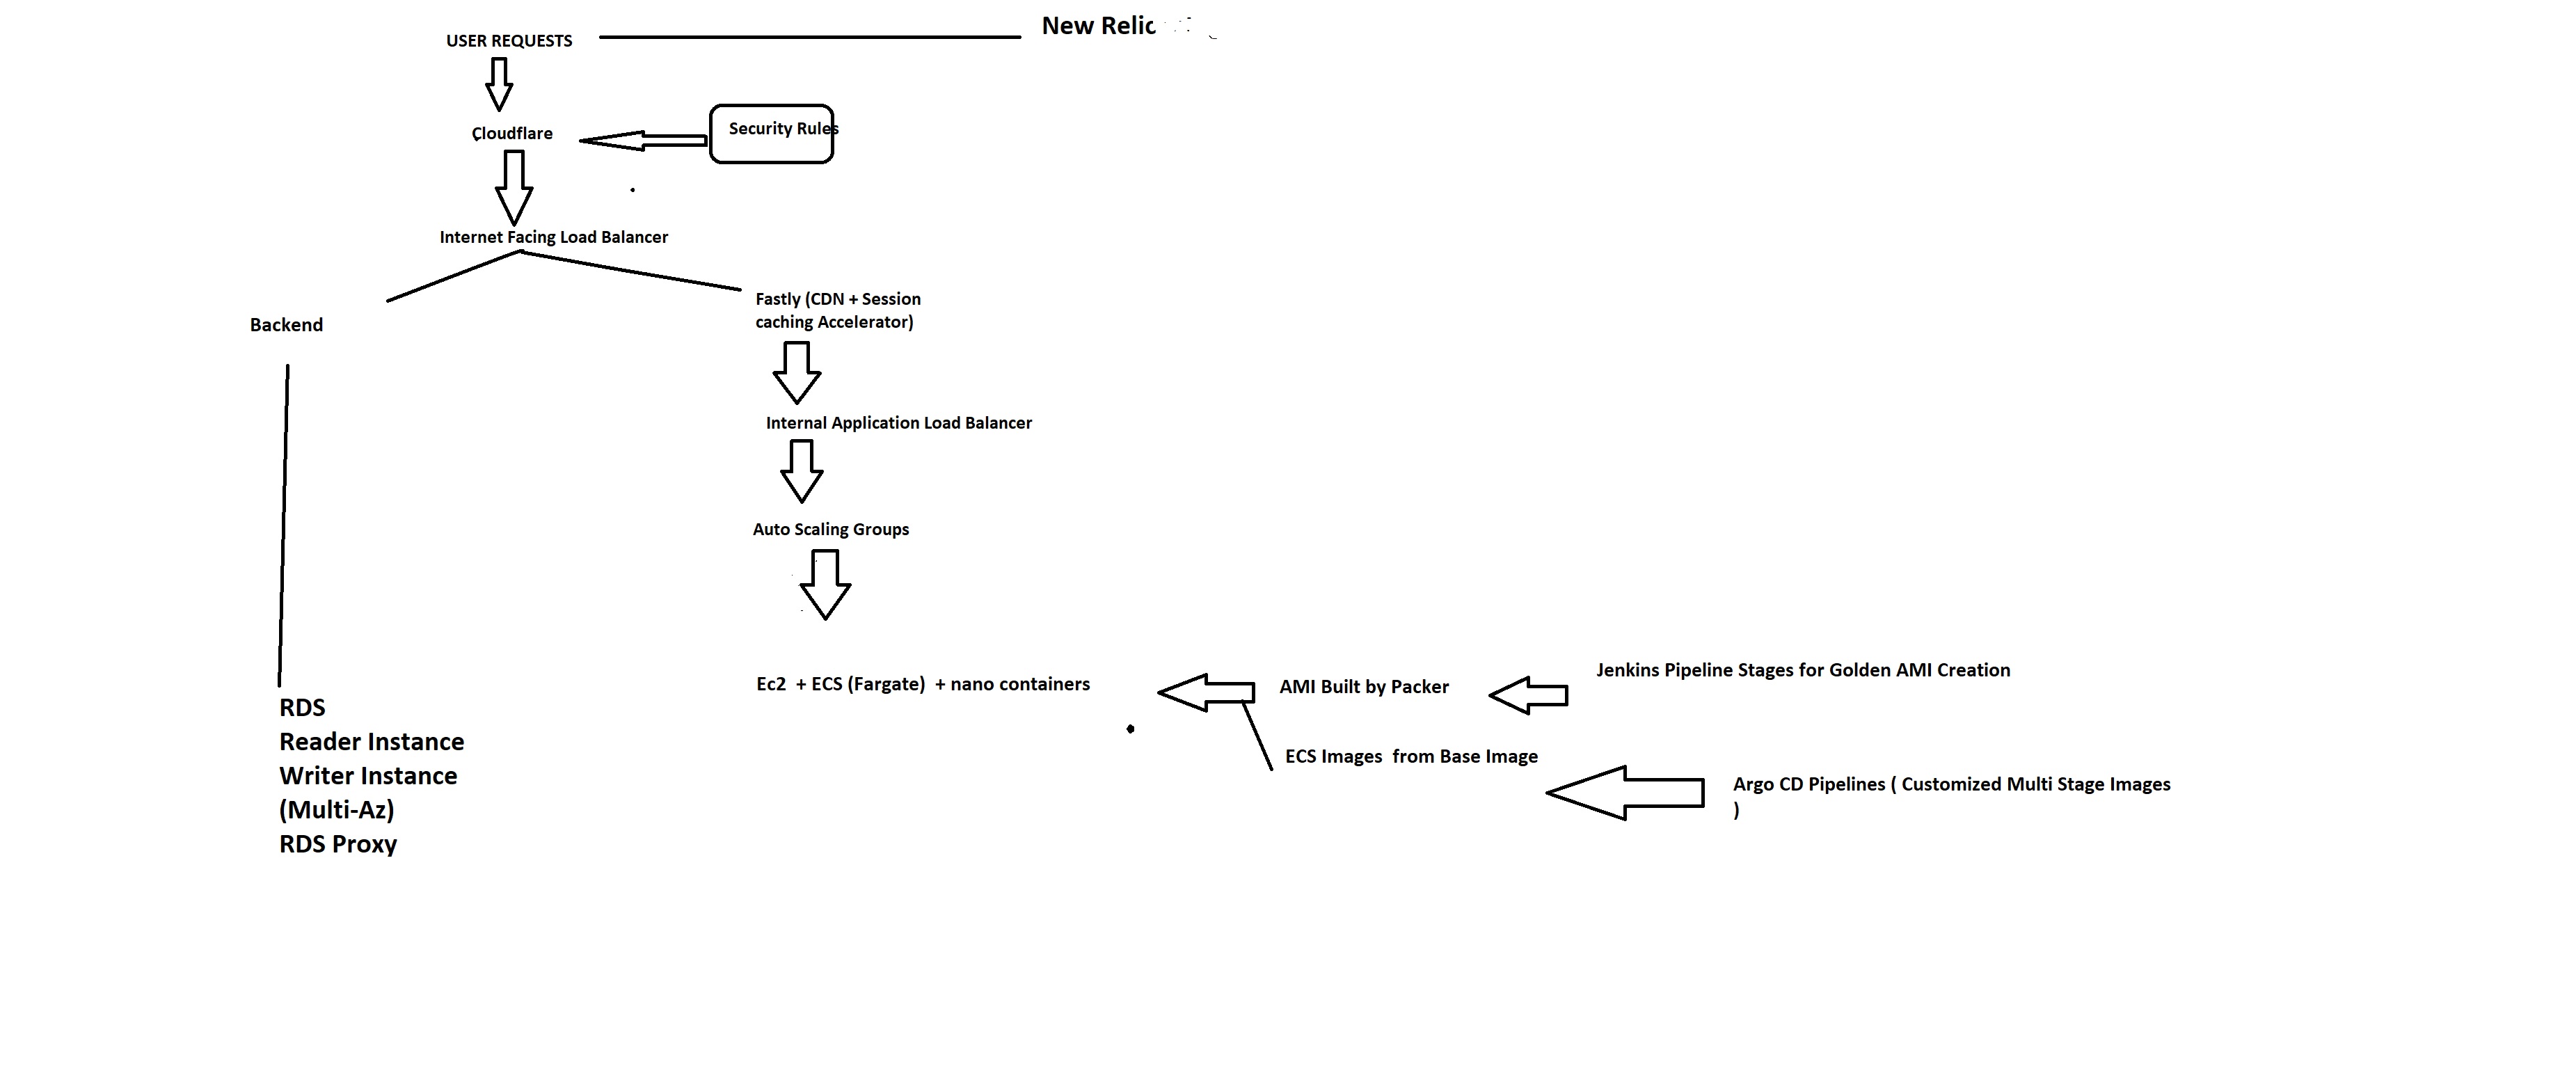 New Relic
USER REQUESTS
Cloudflare
Security Rules
Internet Facing Load Balancer
Backend
Fastly (CDN + Session
caching Accelerator)
Internal Application Load Balancer
Auto Scaling Groups
Ec2 + ECS (Fargate) + nano containers
AMI Built by Packer
Jenkins Pipeline Stages for Golden AMI Creation
ECS Images from Base Image
Argo CD Pipelines ( Customized Multi Stage Images
)
RDS
Reader Instance
Writer Instance
(Multi-Az)
RDS Proxy